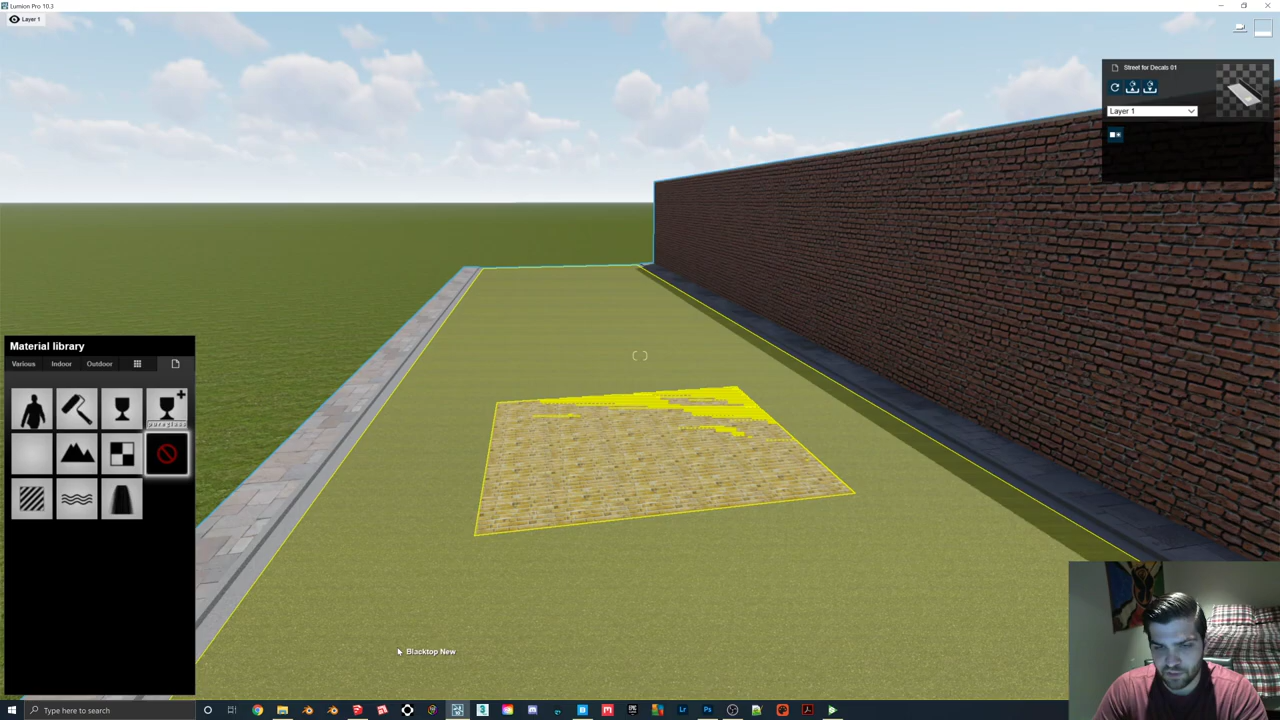 Lumion Pro 10.3
Layer 1
Street for Decals 01
Layer 1
Material library
Various Indoor Outdoor
pureglass
Blacktop New
Type here to search